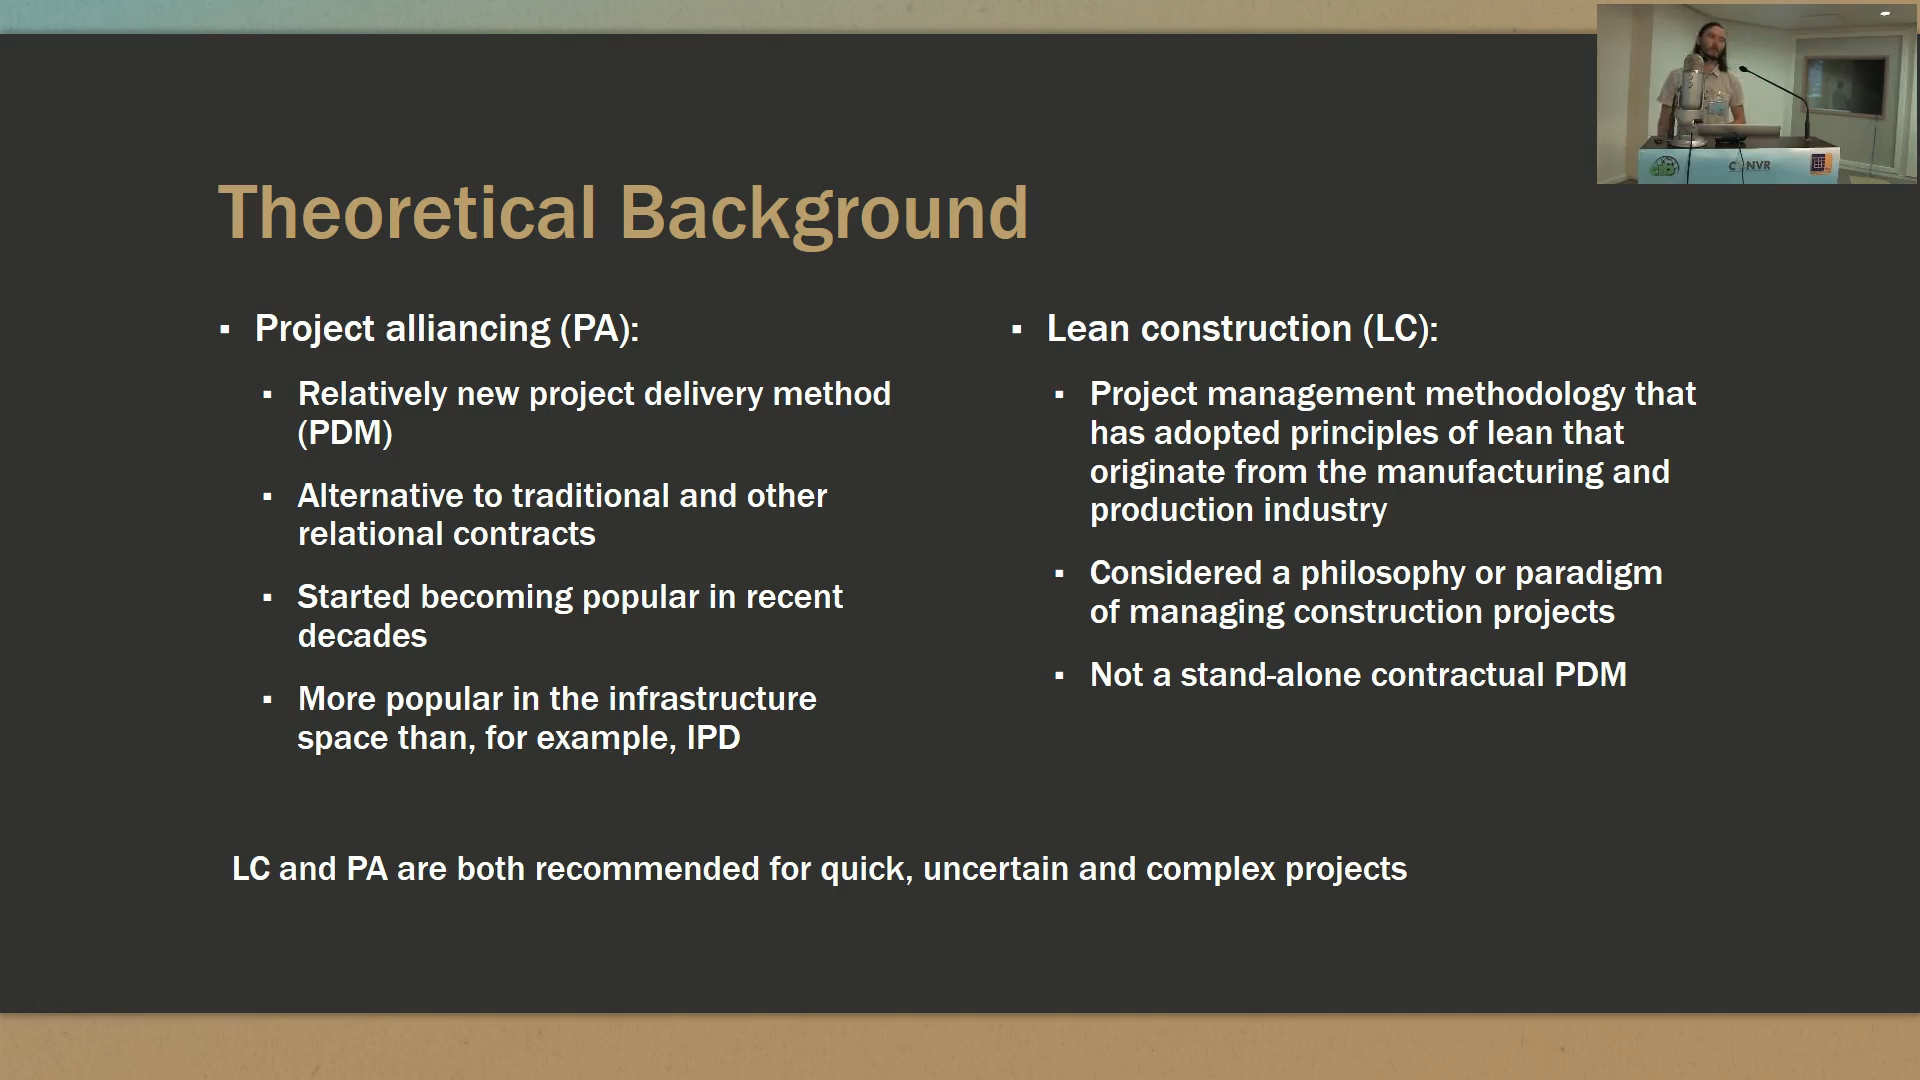 Theoretical Background
▪ Project alliancing (PA):
▪ Relatively new project delivery method
(PDM)
▪ Alternative to traditional and other
relational contracts
▪ Started becoming popular in recent
decades
▪ More popular in the infrastructure
space than, for example, IPD
▪ Lean construction (LC):
▪ Project management methodology that
has adopted principles of lean that
originate from the manufacturing and
production industry
▪ Considered a philosophy or paradigm
of managing construction projects
▪ Not a stand-alone contractual PDM
LC and PA are both recommended for quick, uncertain and complex projects